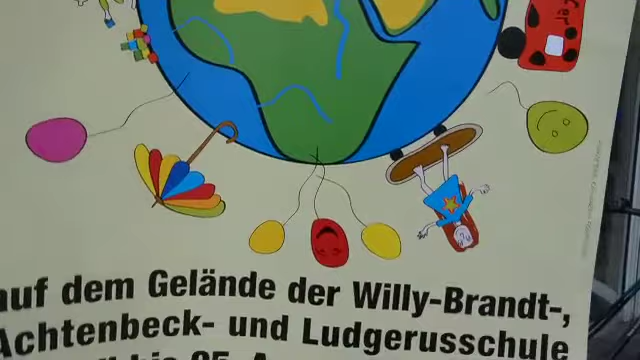 auf dem Gelände der Willy-Brandt-,
Achtenbeck- und Ludgerusschule